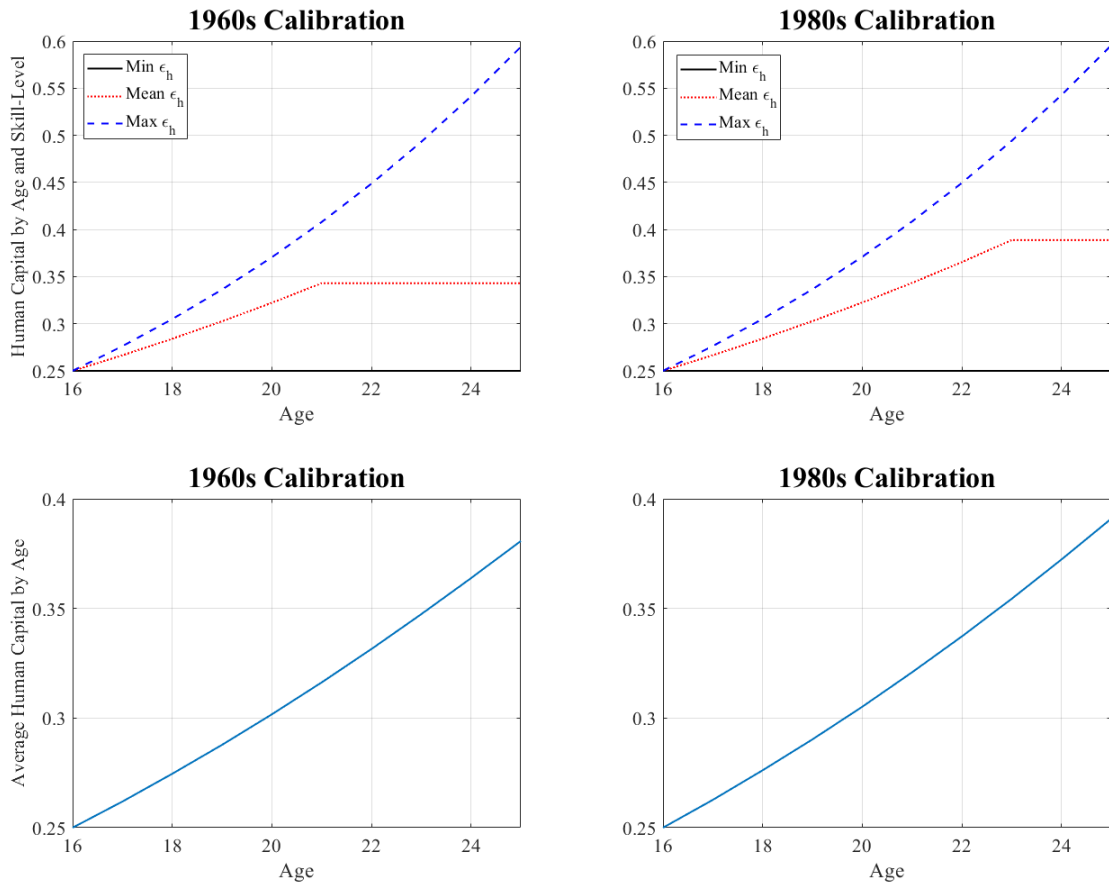 1960s Calibration
Human Capital by Age and Skill-Level
0.6
0.55
0.5
0.45
0.4
0.35
0.3
0.25
Min ϵh
Mean ϵh
Max ϵh
16
18
20
22
24
Age
1980s Calibration
0.6
0.55
0.5
0.45
0.4
0.35
0.3
0.25
Min ϵh
Mean ϵh
Max ϵh
16
18
20
22
24
Age
1960s Calibration
Average Human Capital by Age
0.4
0.35
0.3
0.25
16
18
20
22
24
Age
1980s Calibration
0.4
0.35
0.3
0.25
16
18
20
22
24
Age